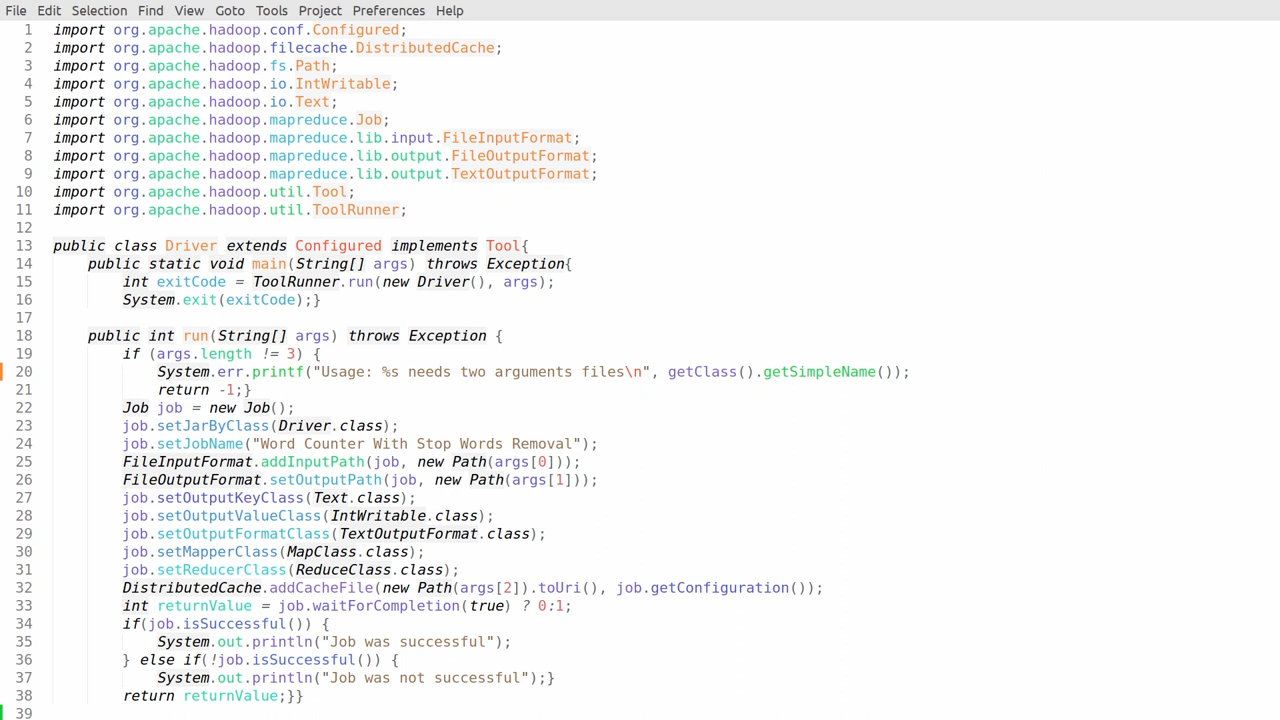 File Edit Selection Find View Goto Tools Project Preferences Help
1 import org.apache.hadoop.conf.Configured;
2 import org.apache.hadoop.filecache.DistributedCache;
3 import org.apache.hadoop.fs.Path;
4 import org.apache.hadoop.io.IntWritable;
5 import org.apache.hadoop.io.Text;
6 import org.apache.hadoop.mapreduce.Job;
7 import org.apache.hadoop.mapreduce.lib.input.FileInputFormat;
8 import org.apache.hadoop.mapreduce.lib.output.FileOutputFormat;
9 import org.apache.hadoop.mapreduce.lib.output.TextOutputFormat;
10 import org.apache.hadoop.util.Tool;
11 import org.apache.hadoop.util.ToolRunner;
12
13 public class Driver extends Configured implements Tool{
14     public static void main(String[] args) throws Exception{
15         int exitCode = ToolRunner.run(new Driver(), args);
16         System.exit(exitCode);}
17
18     public int run(String[] args) throws Exception {
19         if (args.length != 3) {
20             System.err.printf("Usage: %s needs two arguments files\n", getClass().getSimpleName());
21             return -1;}
22         Job job = new Job();
23         job.setJarByClass(Driver.class);
24         job.setJobName("Word Counter With Stop Words Removal");
25         FileInputFormat.addInputPath(job, new Path(args[0]));
26         FileOutputFormat.setOutputPath(job, new Path(args[1]));
27         job.setOutputKeyClass(Text.class);
28         job.setOutputValueClass(IntWritable.class);
29         job.setOutputFormatClass(TextOutputFormat.class);
30         job.setMapperClass(MapClass.class);
31         job.setReducerClass(ReduceClass.class);
32         DistributedCache.addCacheFile(new Path(args[2]).toUri(), job.getConfiguration());
33         int returnValue = job.waitForCompletion(true) ? 0:1;
34         if(job.isSuccessful()) {
35             System.out.println("Job was successful");
36         } else if(!job.isSuccessful()) {
37             System.out.println("Job was not successful");}
38         return returnValue;}}
39